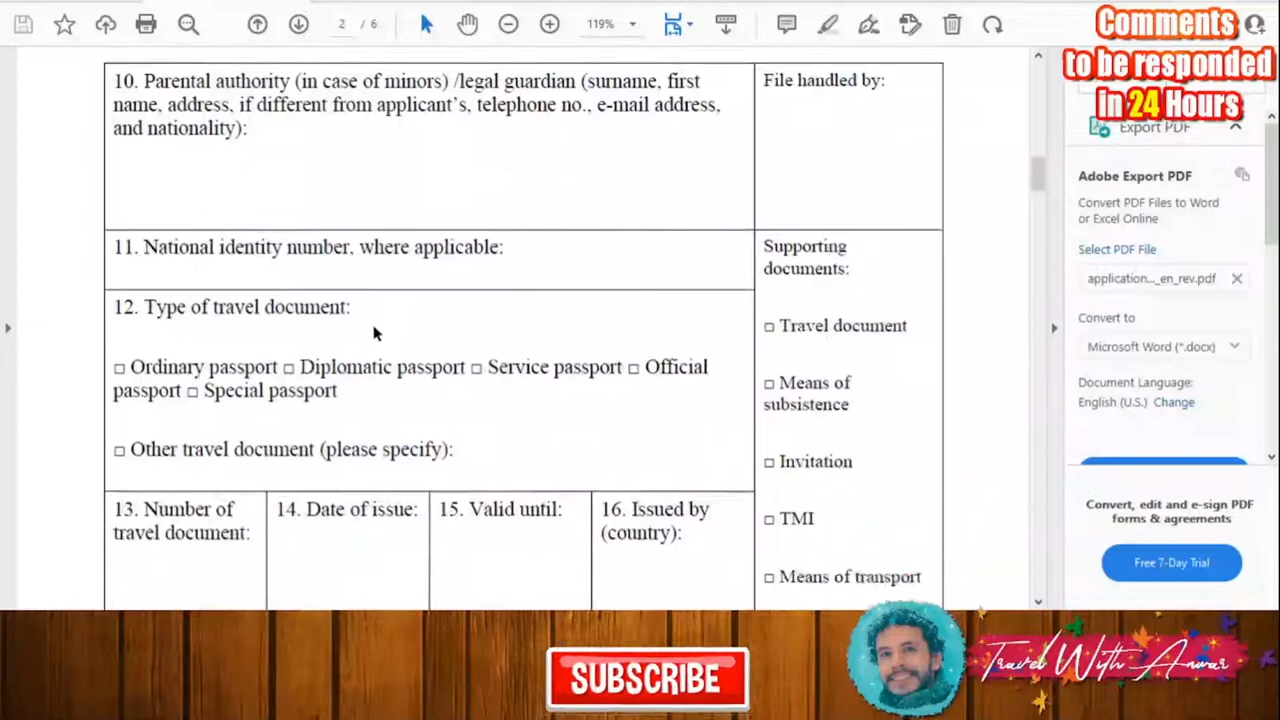 2 / 6
119%
Comments
to be responded
in 24 Hours
10. Parental authority (in case of minors) /legal guardian (surname, first
name, address, if different from applicant's, telephone no., e-mail address,
and nationality):
File handled by:
11. National identity number, where applicable:
12. Type of travel document:
□ Ordinary passport □ Diplomatic passport □ Service passport □ Official
passport □ Special passport
□ Other travel document (please specify):
13. Number of
travel document:
14. Date of issue:
15. Valid until:
16. Issued by
(country):
Supporting
documents:
□ Travel document
□ Means of
subsistence
□ Invitation
□ TMI
□ Means of transport
Export PDF
Adobe Export PDF
Convert PDF Files to Word
or Excel Online
Select PDF File
application..._en_rev.pdf
Convert to
Microsoft Word (*.docx)
Document Language:
English (U.S.) Change
Convert, edit and e-sign PDF
forms & agreements
Free 7-Day Trial
SUBSCRIBE
Travel With Anwar